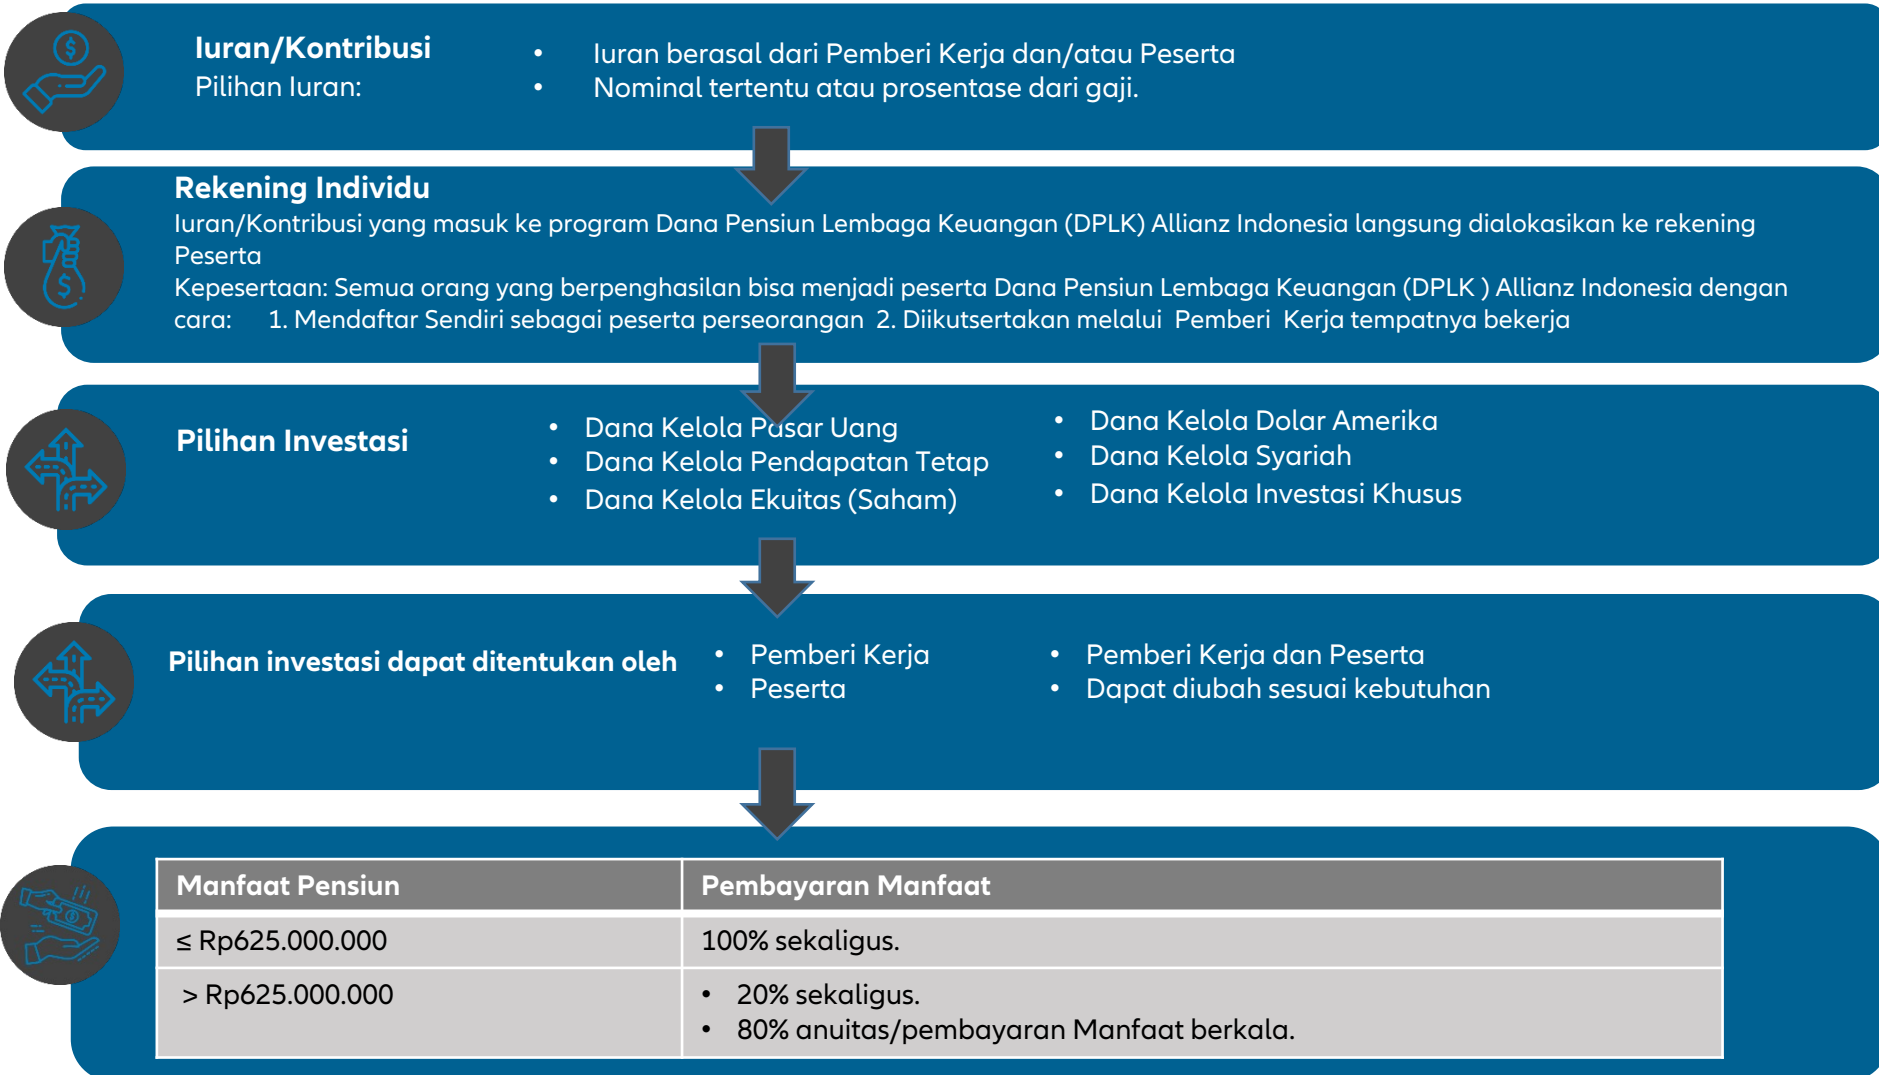 Iuran/Kontribusi
Pilihan Iuran:
• Iuran berasal dari Pemberi Kerja dan/atau Peserta
• Nominal tertentu atau prosentase dari gaji.
Rekening Individu
Iuran/Kontribusi yang masuk ke program Dana Pensiun Lembaga Keuangan (DPLK) Allianz Indonesia langsung dialokasikan ke rekening
Peserta
Kepesertaan: Semua orang yang berpenghasilan bisa menjadi peserta Dana Pensiun Lembaga Keuangan (DPLK ) Allianz Indonesia dengan
cara: 1. Mendaftar Sendiri sebagai peserta perseorangan 2. Diikutsertakan melalui Pemberi Kerja tempatnya bekerja
Pilihan Investasi
• Dana Kelola Pasar Uang
• Dana Kelola Pendapatan Tetap
• Dana Kelola Ekuitas (Saham)
• Dana Kelola Dolar Amerika
• Dana Kelola Syariah
• Dana Kelola Investasi Khusus
Pilihan investasi dapat ditentukan oleh
• Pemberi Kerja
• Peserta
• Pemberi Kerja dan Peserta
• Dapat diubah sesuai kebutuhan
Manfaat Pensiun
Pembayaran Manfaat
≤ Rp625.000.000
100% sekaligus.
> Rp625.000.000
• 20% sekaligus.
• 80% anuitas/pembayaran Manfaat berkala.